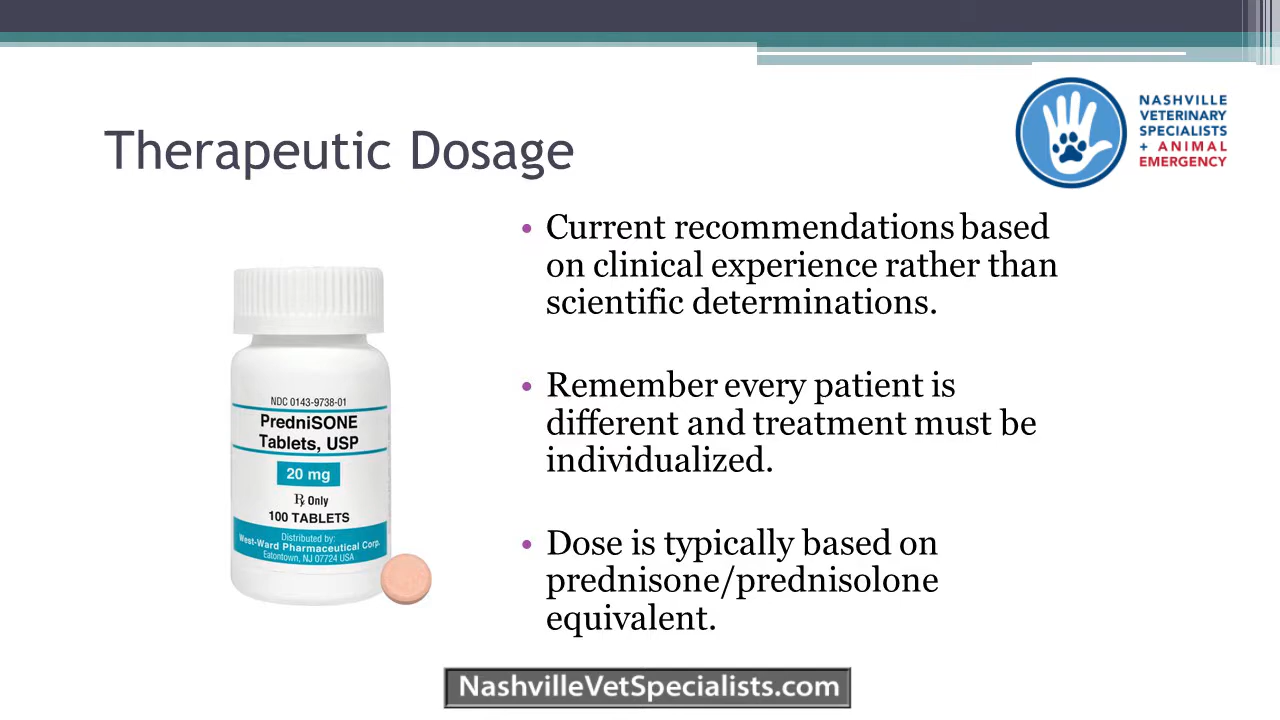 Therapeutic Dosage
NASHVILLE
VETERINARY
SPECIALISTS
+ ANIMAL
EMERGENCY
• Current recommendations based
on clinical experience rather than
scientific determinations.
• Remember every patient is
different and treatment must be
individualized.
• Dose is typically based on
prednisone/prednisolone
equivalent.
NDC 0143-9738-01
PredniSONE
Tablets, USP
20 mg
Rx Only
100 TABLETS
Distributed by:
West-Ward Pharmaceutical Corp.
Eatontown, NJ 07724 USA
NashvilleVetSpecialists.com